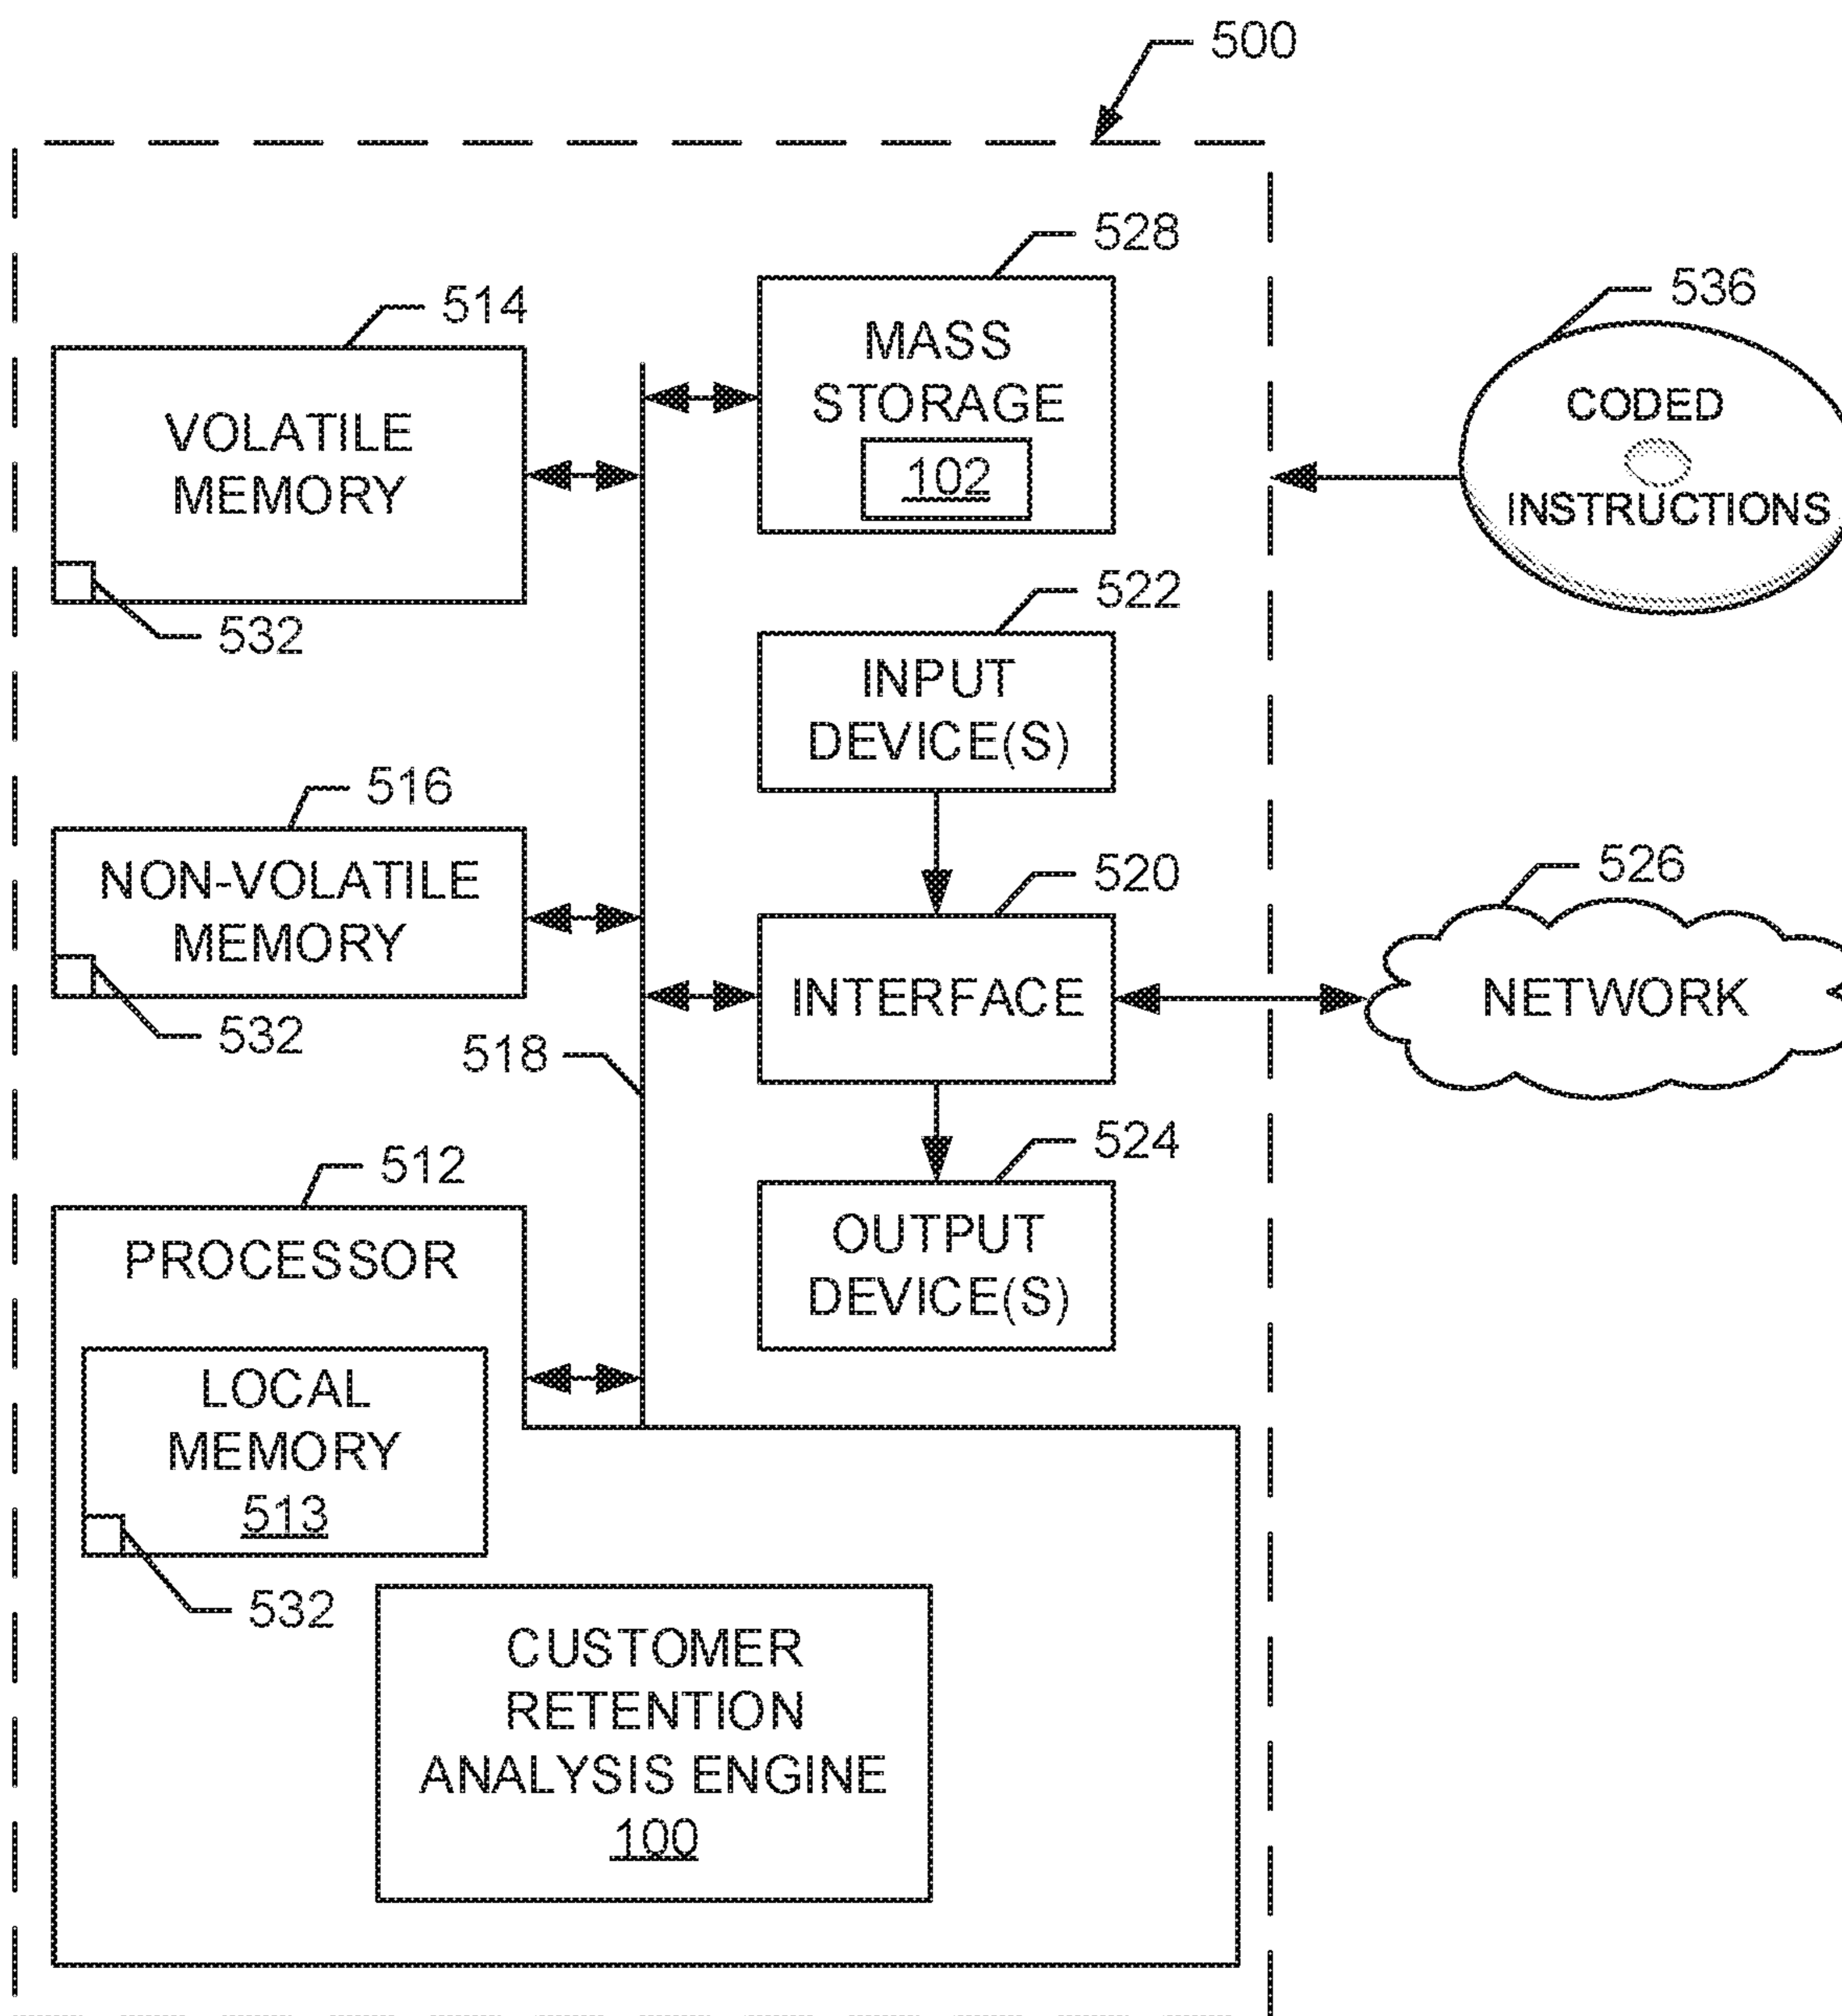 500
528
MASS
STORAGE
102
514
VOLATILE
MEMORY
532
536
CODED
INSTRUCTIONS
522
INPUT
DEVICE(S)
516
NON-VOLATILE
MEMORY
532
518
520
INTERFACE
526
NETWORK
524
OUTPUT
DEVICE(S)
512
PROCESSOR
LOCAL
MEMORY
513
532
CUSTOMER
RETENTION
ANALYSIS ENGINE
100